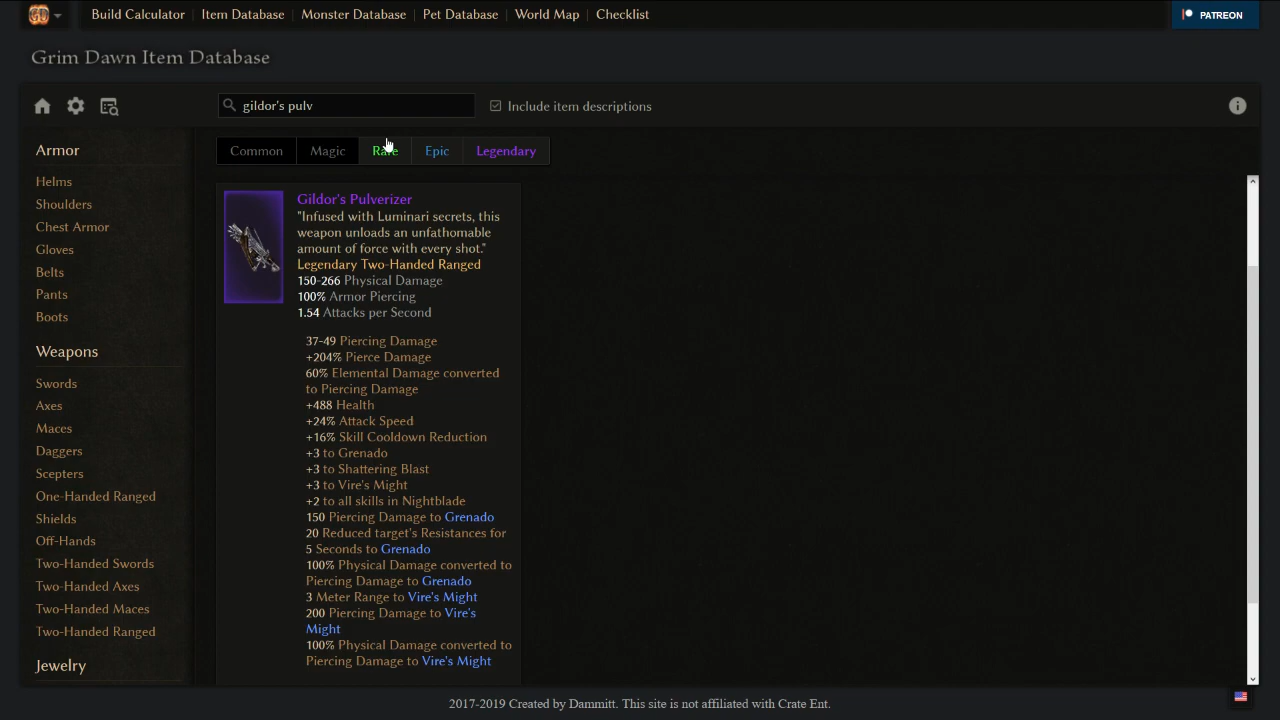 Build Calculator Item Database Monster Database Pet Database World Map Checklist PATREON
Grim Dawn Item Database
gildor's pulv Include item descriptions
Common Magic Rare Epic Legendary
Armor
Helms
Shoulders
Chest Armor
Gloves
Belts
Pants
Boots
Weapons
Swords
Axes
Maces
Daggers
Scepters
One-Handed Ranged
Shields
Off-Hands
Two-Handed Swords
Two-Handed Axes
Two-Handed Maces
Two-Handed Ranged
Jewelry
Gildor's Pulverizer
"Infused with Luminari secrets, this
weapon unloads an unfathomable
amount of force with every shot."
Legendary Two-Handed Ranged
150-266 Physical Damage
100% Armor Piercing
1.54 Attacks per Second
37-49 Piercing Damage
+204% Pierce Damage
60% Elemental Damage converted
to Piercing Damage
+488 Health
+24% Attack Speed
+16% Skill Cooldown Reduction
+3 to Grenado
+3 to Shattering Blast
+3 to Vire's Might
+2 to all skills in Nightblade
150 Piercing Damage to Grenado
20 Reduced target's Resistances for
5 Seconds to Grenado
100% Physical Damage converted to
Piercing Damage to Grenado
3 Meter Range to Vire's Might
200 Piercing Damage to Vire's
Might
100% Physical Damage converted to
Piercing Damage to Vire's Might
2017-2019 Created by Dammitt. This site is not affiliated with Crate Ent.